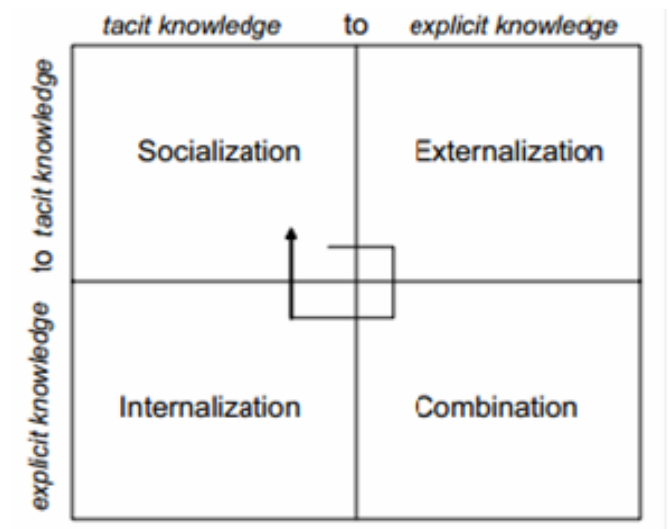 tacit knowledge to explicit knowledge
explicit knowledge to tacit knowledge
Socialization Externalization
Internalization Combination